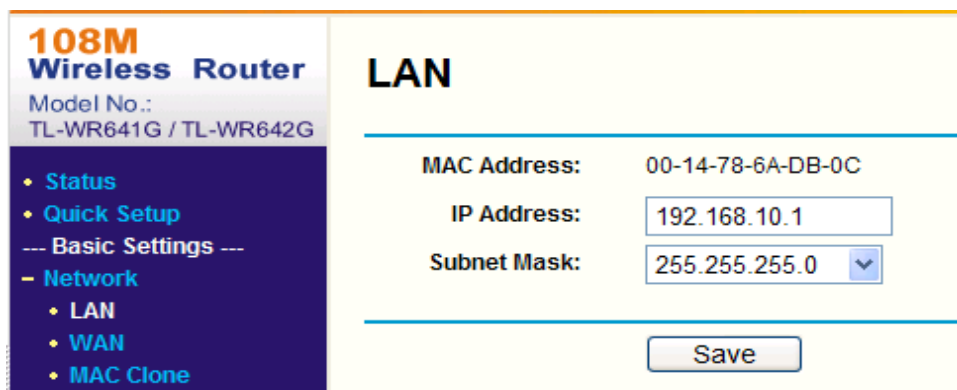 108M
Wireless Router
Model No.:
TL-WR641G / TL-WR642G
• Status
• Quick Setup
--- Basic Settings ---
– Network
• LAN
• WAN
• MAC Clone
LAN
MAC Address: 00-14-78-6A-DB-0C
IP Address: 192.168.10.1
Subnet Mask: 255.255.255.0
Save